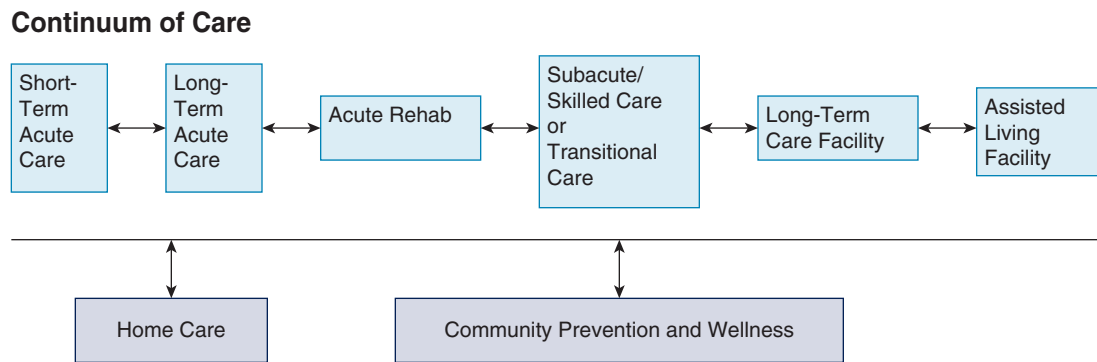 Continuum of Care
Short-
Term
Acute
Care
Long-
Term
Acute
Care
Acute Rehab
Subacute/
Skilled Care
or
Transitional
Care
Long-Term
Care Facility
Assisted
Living
Facility
Home Care
Community Prevention and Wellness